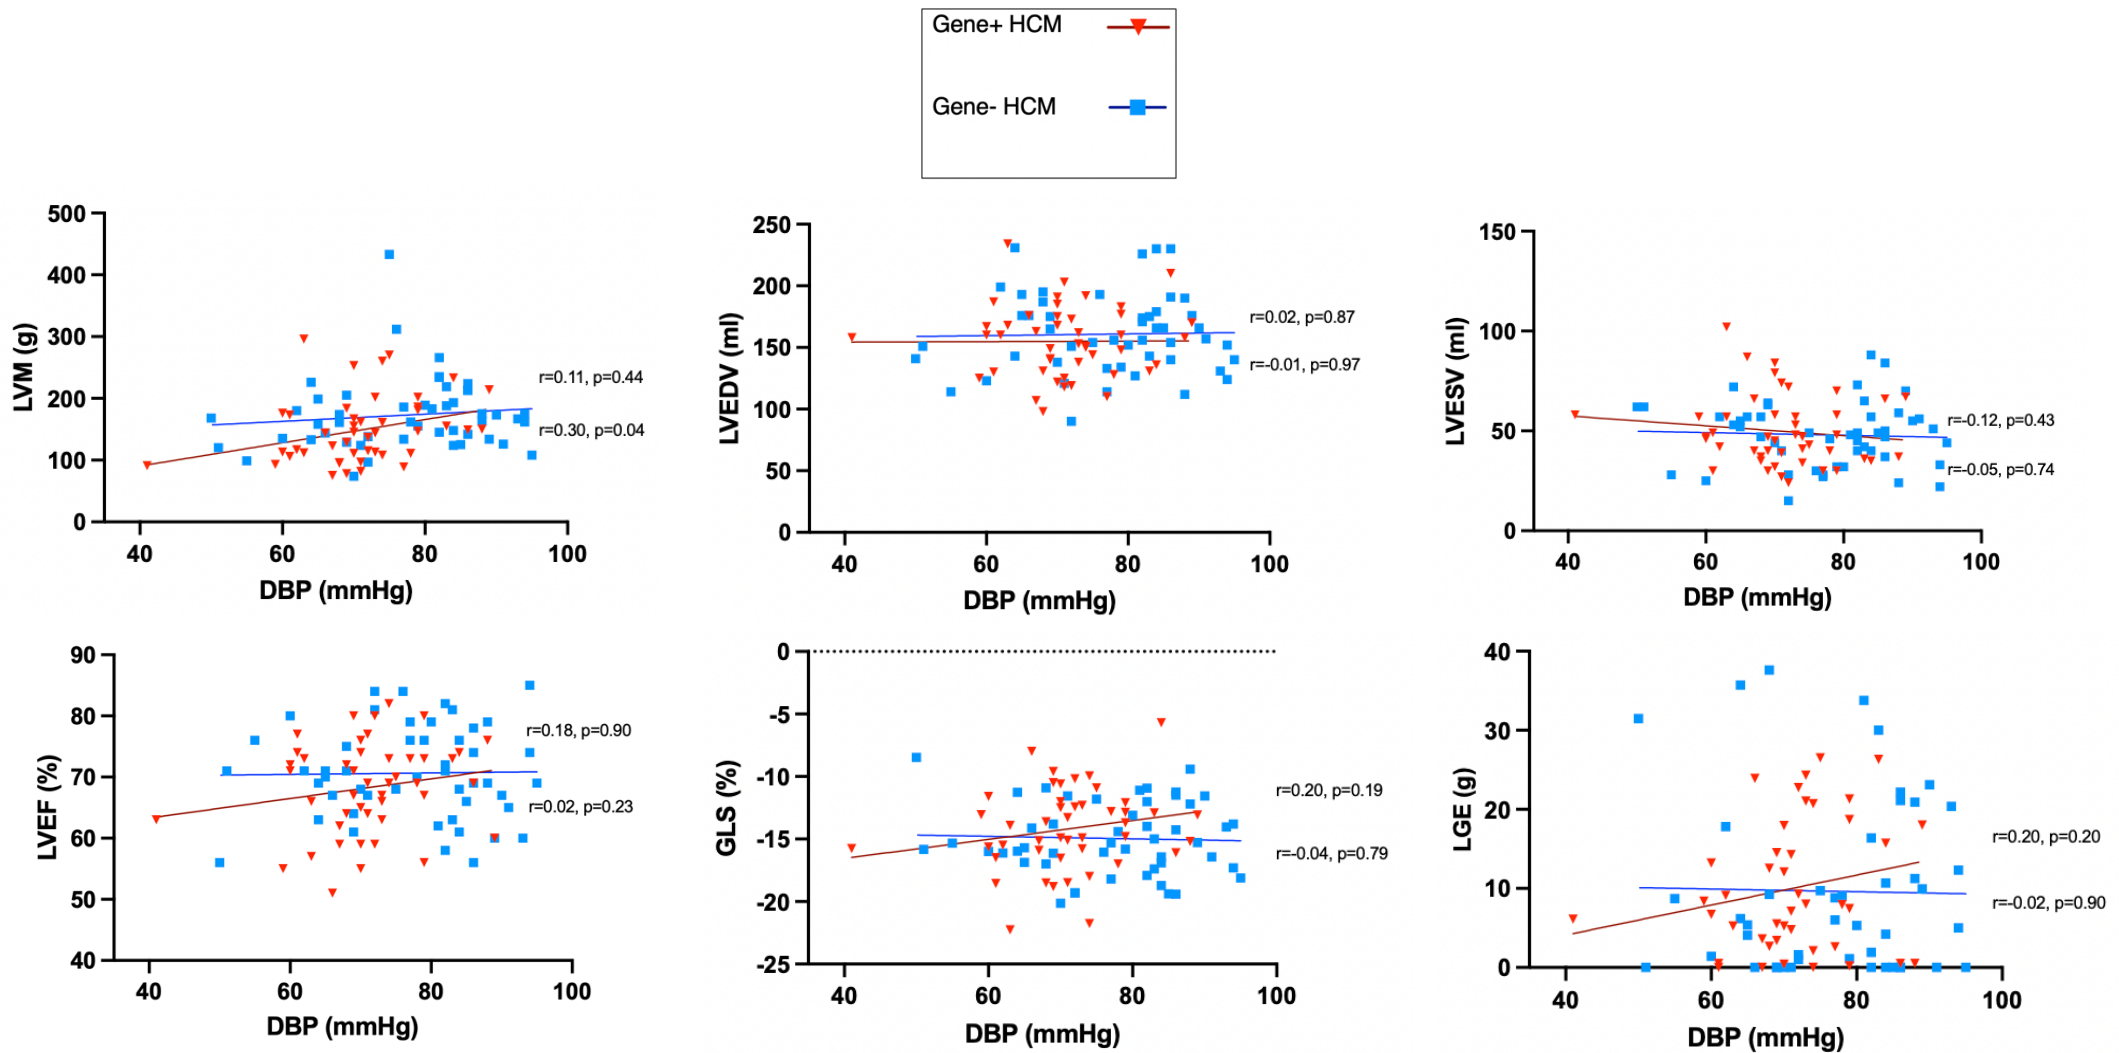 Gene+ HCM
Gene- HCM
500
400
300
200
100
0
LVM (g)
40 60 80 100
DBP (mmHg)
r=0.11, p=0.44
r=0.30, p=0.04
250
200
150
100
50
0
LVEDV (ml)
40 60 80 100
DBP (mmHg)
r=0.02, p=0.87
r=-0.01, p=0.97
150
100
50
0
LVESV (ml)
40 60 80 100
DBP (mmHg)
r=-0.12, p=0.43
r=-0.05, p=0.74
90
80
70
60
50
40
LVEF (%)
40 60 80 100
DBP (mmHg)
r=0.18, p=0.90
r=0.02, p=0.23
0
-5
-10
-15
-20
-25
GLS (%)
40 60 80 100
DBP (mmHg)
r=0.20, p=0.19
r=-0.04, p=0.79
40
30
20
10
0
LGE (g)
40 60 80 100
DBP (mmHg)
r=0.20, p=0.20
r=-0.02, p=0.90